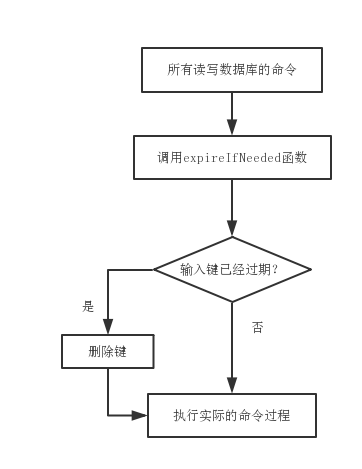 所有读写数据库的命令
调用expireIfNeeded函数
输入键已经过期?
是
否
删除键
执行实际的命令过程